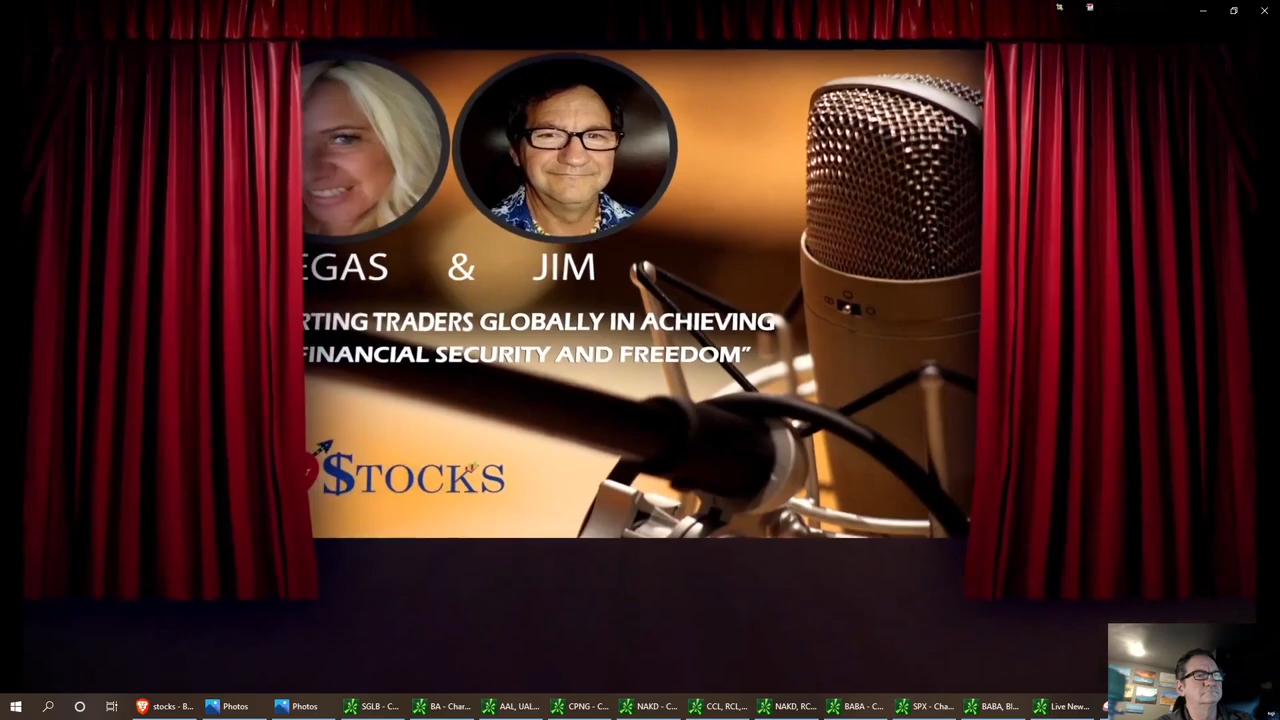 EGAS & JIM
RTING TRADERS GLOBALLY IN ACHIEVING
FINANCIAL SECURITY AND FREEDOM”
$TOCKS
stocks - B...
Photos
Photos
SGLB - C...
BA - Char...
AAL, UAL...
CPNG - C...
NAKD - C...
CCL, RCL,...
NAKD, RC...
BABA - C...
SPX - Cha...
BABA, BI...
Live New...